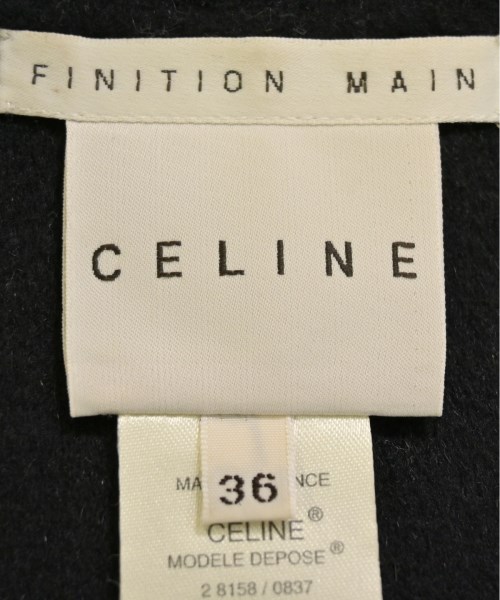 FINITION MAIN
CELINE
36
CELINE®
MODELE DEPOSE®
2 8158 / 0837